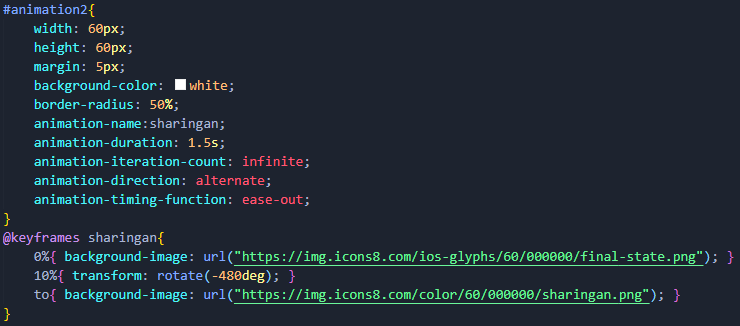 #animation2{
    width: 60px;
    height: 60px;
    margin: 5px;
    background-color: white;
    border-radius: 50%;
    animation-name:sharingan;
    animation-duration: 1.5s;
    animation-iteration-count: infinite;
    animation-direction: alternate;
    animation-timing-function: ease-out;
}
@keyframes sharingan{
    0%{ background-image: url("https://img.icons8.com/ios-glyphs/60/000000/final-state.png"); }
    10%{ transform: rotate(-480deg); }
    to{ background-image: url("https://img.icons8.com/color/60/000000/sharingan.png"); }
}